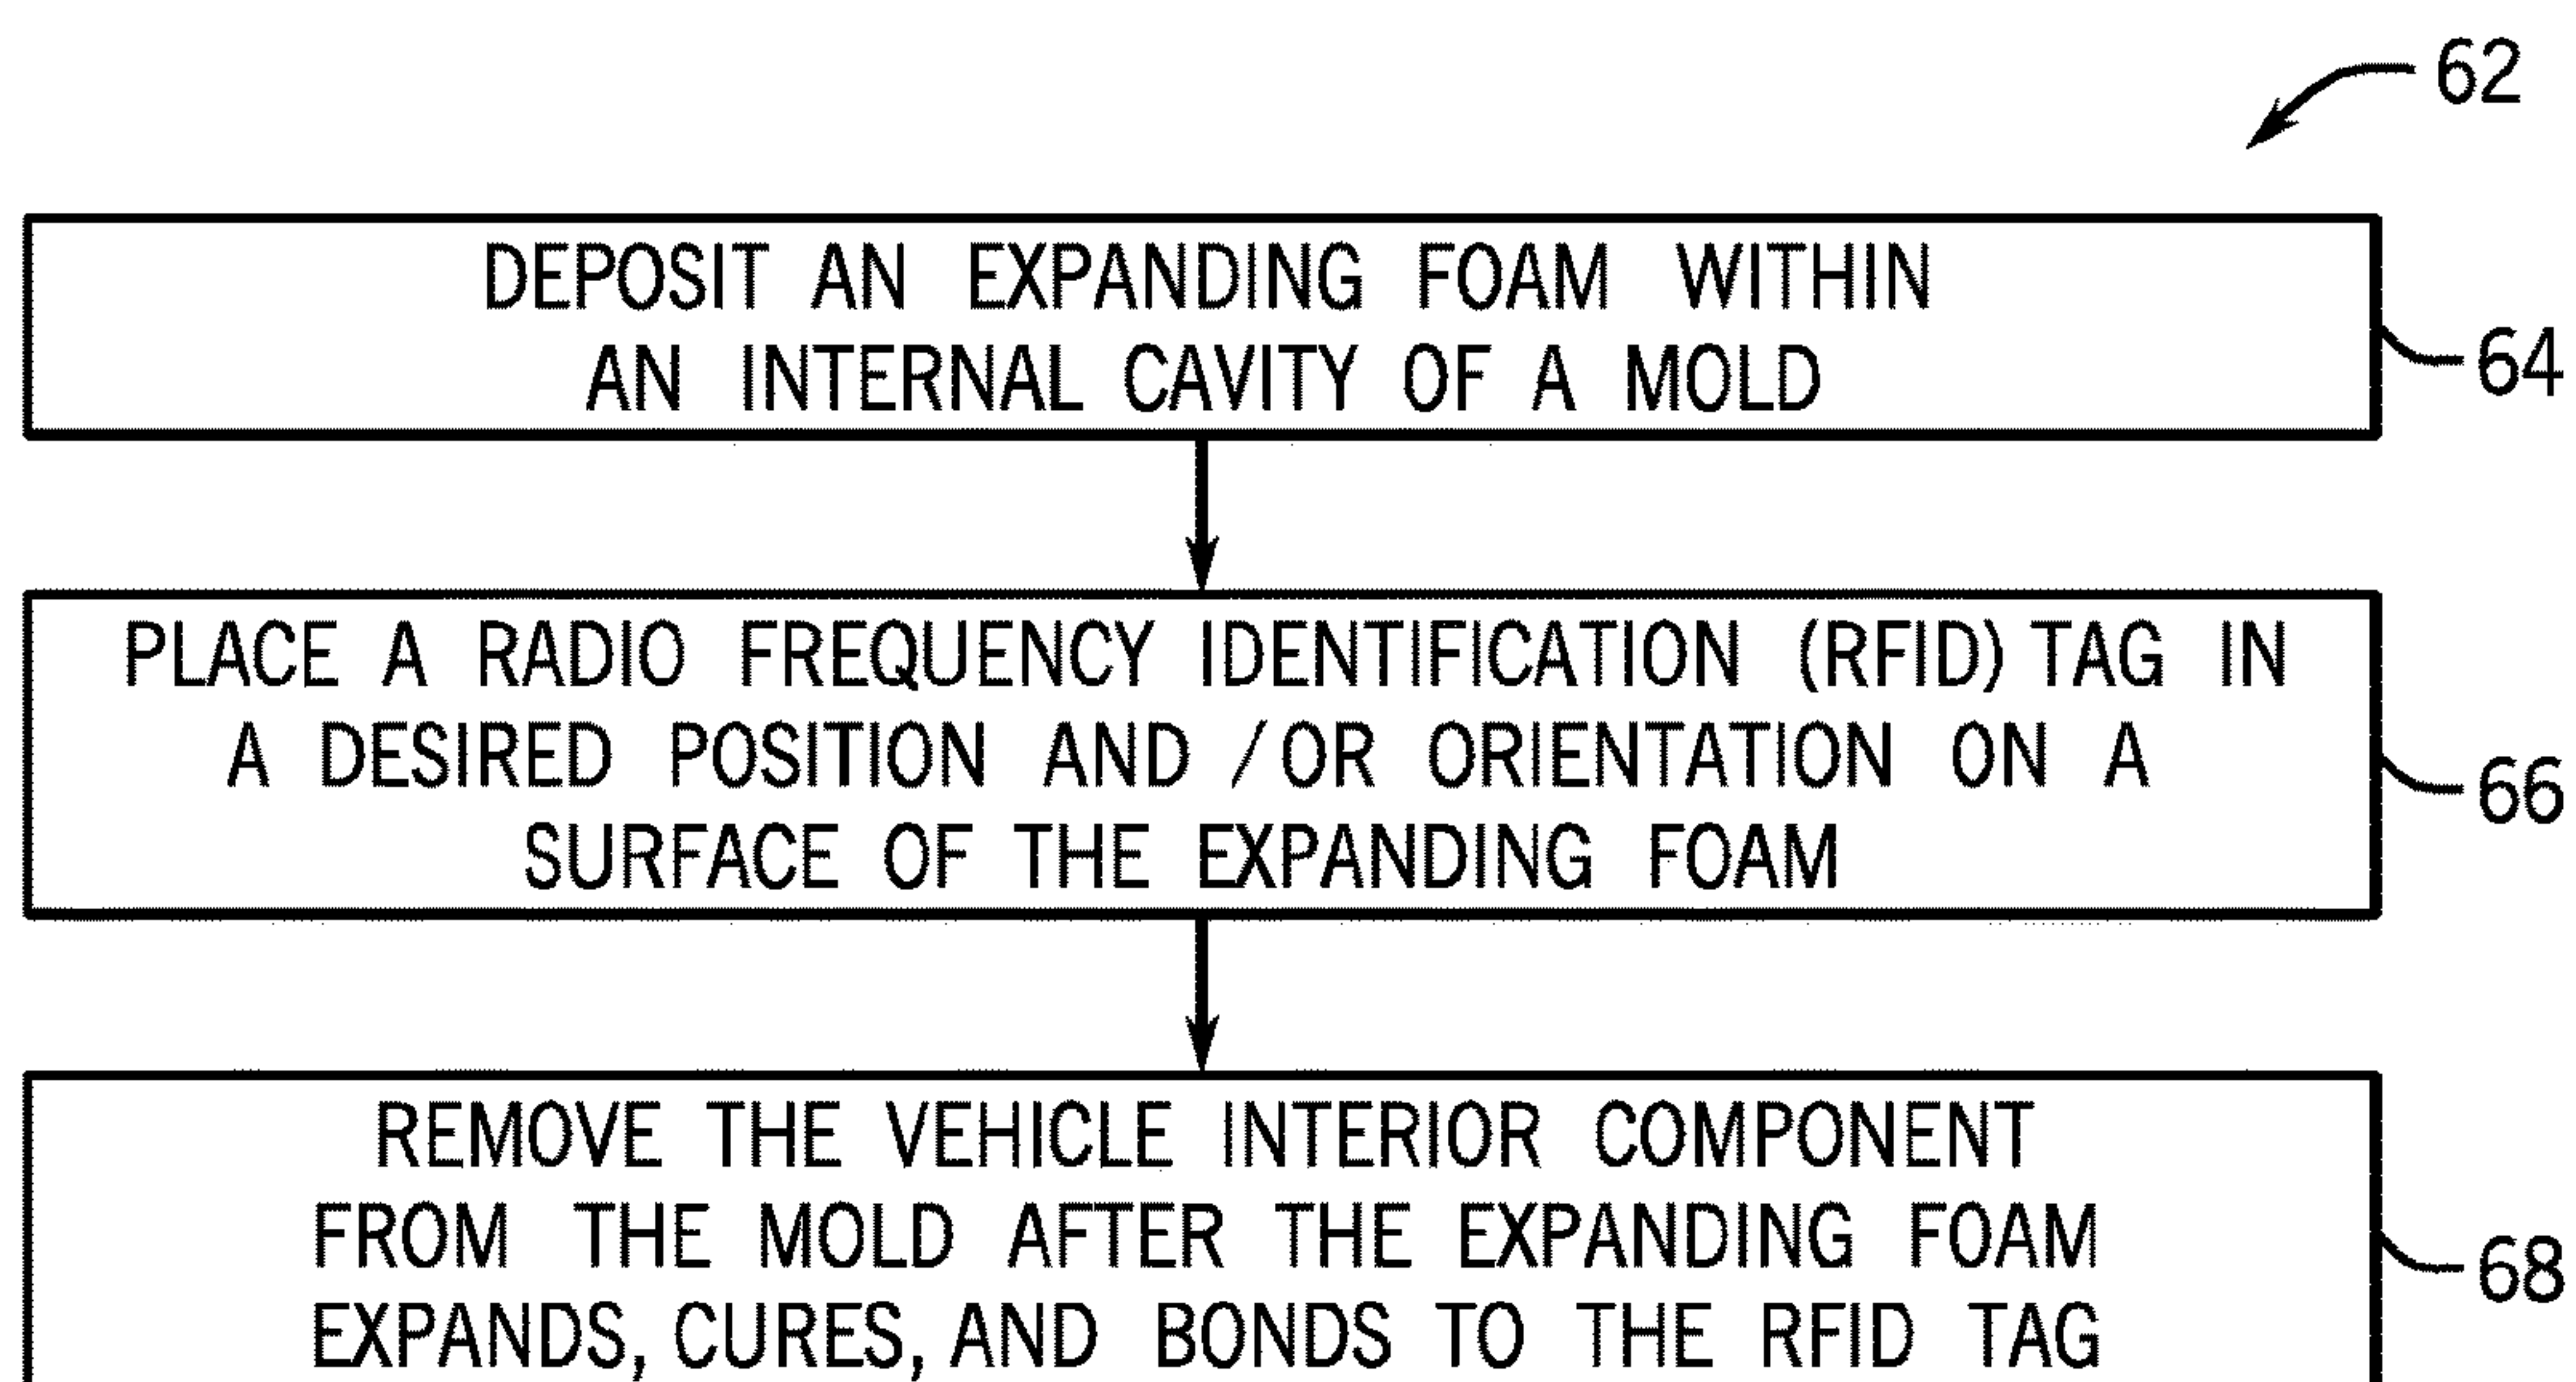 62
DEPOSIT AN EXPANDING FOAM WITHIN
AN INTERNAL CAVITY OF A MOLD
64
PLACE A RADIO FREQUENCY IDENTIFICATION (RFID) TAG IN
A DESIRED POSITION AND /OR ORIENTATION ON A
SURFACE OF THE EXPANDING FOAM
66
REMOVE THE VEHICLE INTERIOR COMPONENT
FROM THE MOLD AFTER THE EXPANDING FOAM
EXPANDS, CURES, AND BONDS TO THE RFID TAG
68